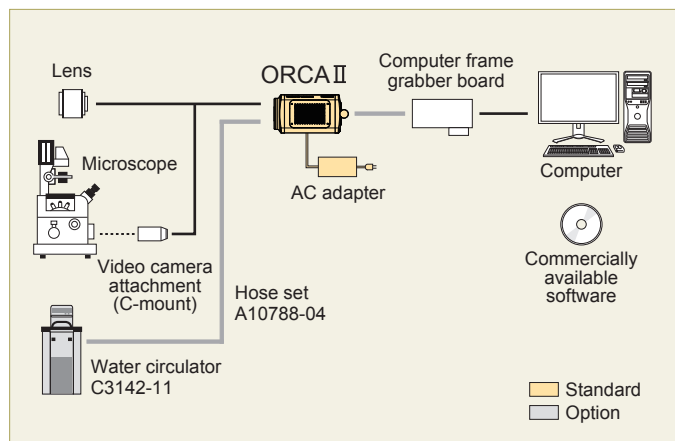 Lens
ORCAⅡ
Computer frame
grabber board
Microscope
AC adapter
Computer
Video camera
attachment
(C-mount)
Hose set
A10788-04
Commercially
available
software
Water circulator
C3142-11
Standard
Option